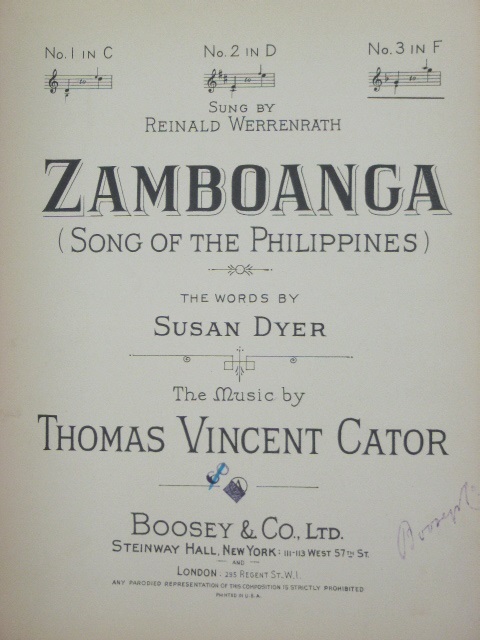 No. 1 in C No. 2 in D No. 3 in F
Sung by
Reinald Werrenrath
ZAMBOANGA
(Song of the Philippines)
THE WORDS BY
Susan Dyer
The Music by
Thomas Vincent Cator
60
Boosey & Co., Ltd.
Steinway Hall, New York: 111-113 West 57th St.
AND
London: 295 Regent St., W.1.
ANY PARODIED REPRESENTATION OF THIS COMPOSITION IS STRICTLY PROHIBITED
PRINTED IN U.S.A.